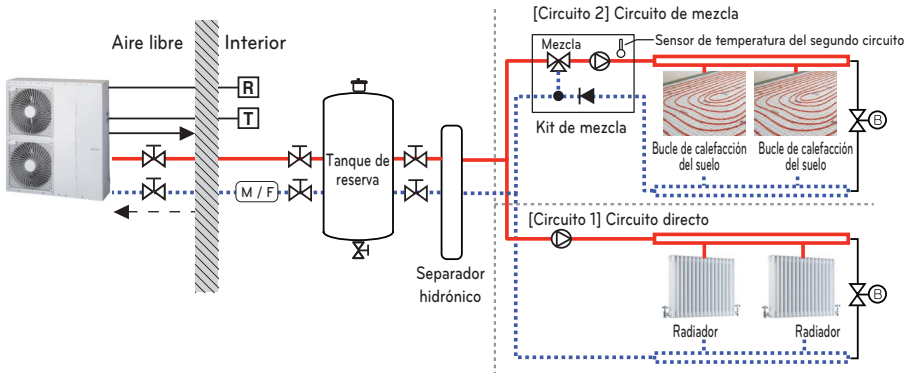 [Circuito 2] Circuito de mezcla
Aire libre
Interior
Mezcla
Sensor de temperatura del segundo circuito
R
T
Kit de mezcla
B
Bucle de calefacción
del suelo
Bucle de calefacción
del suelo
Tanque de
reserva
M / F
[Circuito 1] Circuito directo
Separador
hidrónico
B
Radiador
Radiador